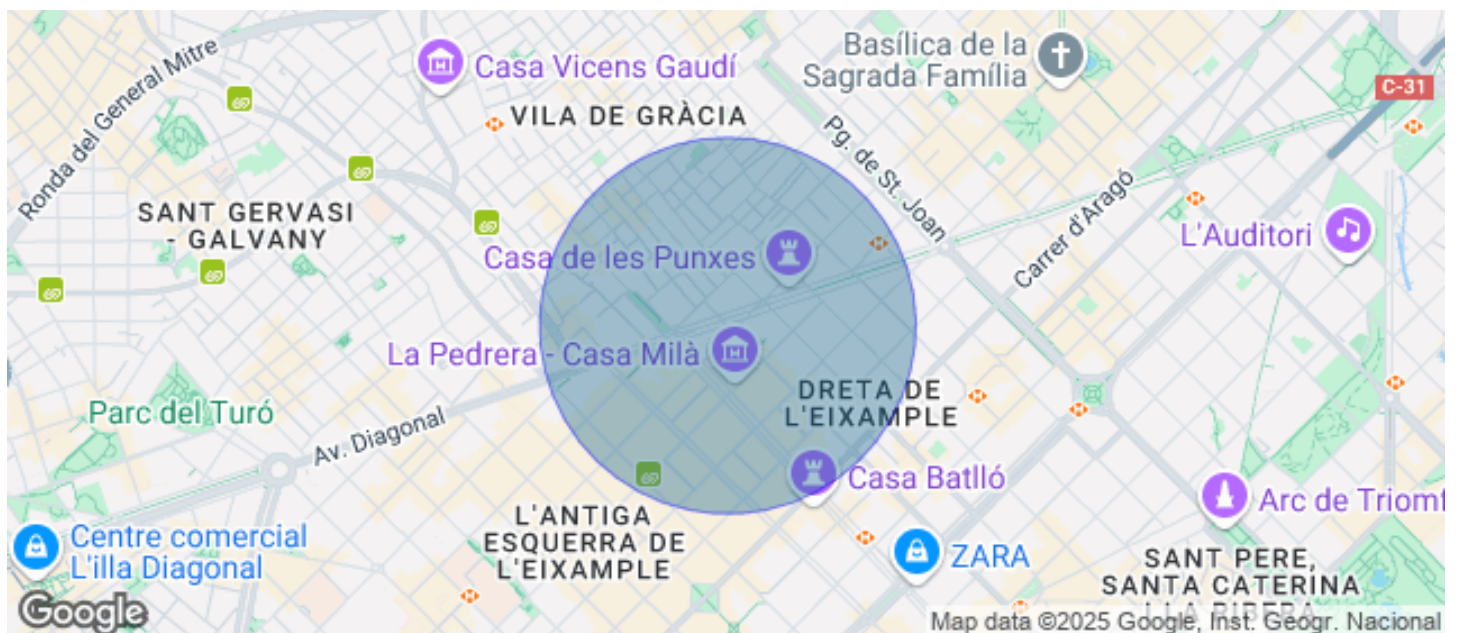 Ronda del General Mitre
Casa Vicens Gaudí
VILA DE GRÀCIA
Basílica de la
Sagrada Família
C-31
Pg. de St. Joan
SANT GERVASI
- GALVANY
Casa de les Punxes
Carrer d'Aragó
L'Auditori
La Pedrera - Casa Milà
DRETA DE
L'EIXAMPLE
Parc del Turó
Av. Diagonal
Casa Batlló
Arc de Triomf
L'ANTIGA
ESQUERRA DE
L'EIXAMPLE
Centre comercial
L'illa Diagonal
ZARA
SANT PERE,
SANTA CATERINA
I LA RIBERA
Google
Map data ©2025 Google, Inst. Geogr. Nacional